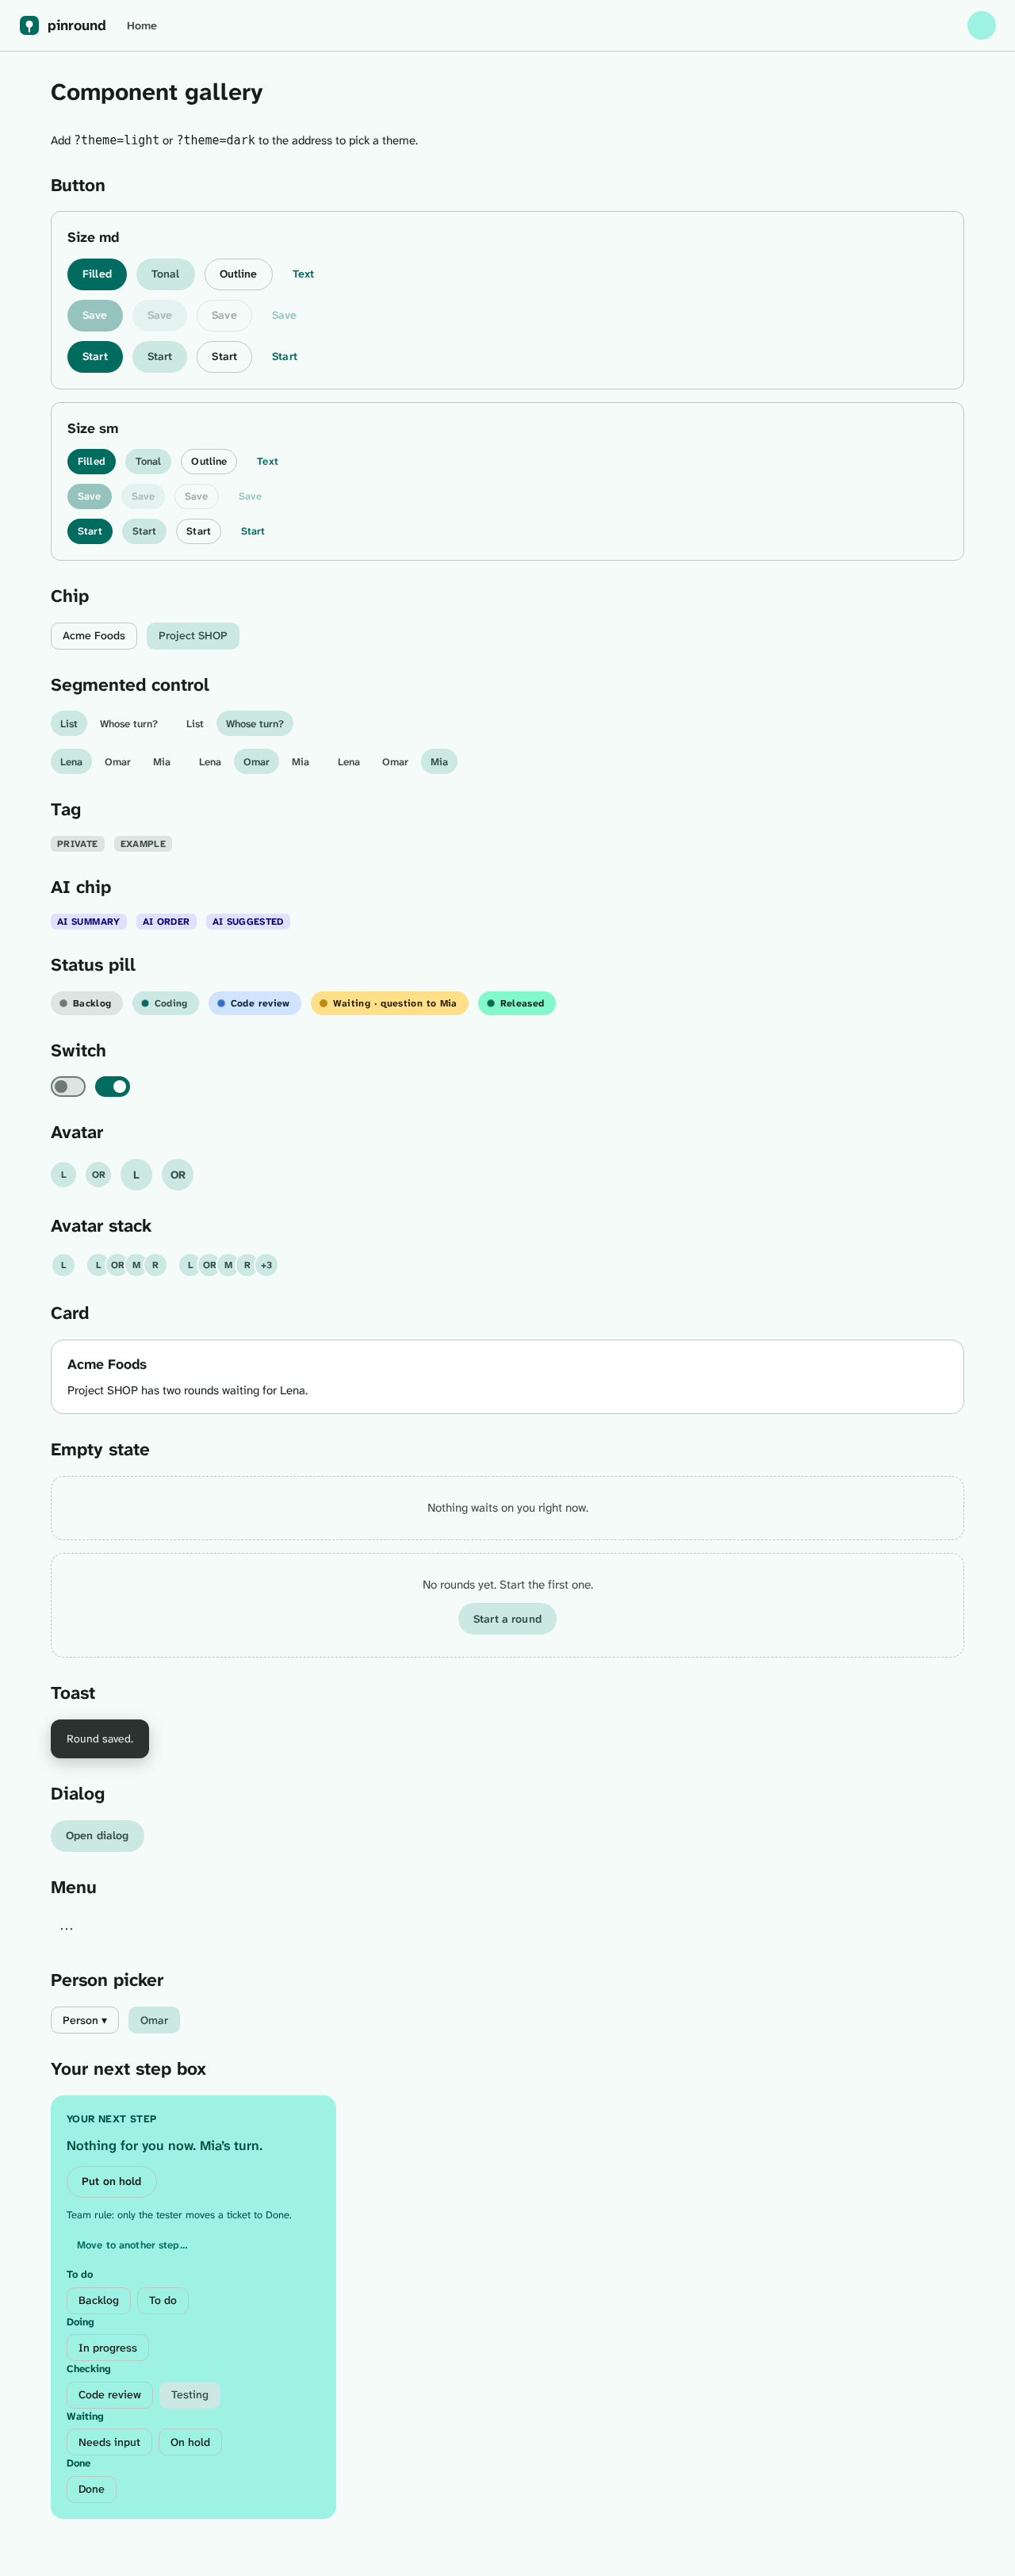 pinround Home
Component gallery
Add ?theme=light or ?theme=dark to the address to pick a theme.
Button
Size md
Filled Tonal Outline Text
Save Save Save Save
Start Start Start Start
Size sm
Filled Tonal Outline Text
Save Save Save Save
Start Start Start Start
Chip
Acme Foods Project SHOP
Segmented control
List Whose turn? List Whose turn?
Lena Omar Mia Lena Omar Mia Lena Omar Mia
Tag
PRIVATE EXAMPLE
AI chip
AI SUMMARY AI ORDER AI SUGGESTED
Status pill
Backlog Coding Code review Waiting · question to Mia Released
Switch
Avatar
L OR L OR
Avatar stack
L L OR M R L OR M R +3
Card
Acme Foods
Project SHOP has two rounds waiting for Lena.
Empty state
Nothing waits on you right now.
No rounds yet. Start the first one.
Start a round
Toast
Round saved.
Dialog
Open dialog
Menu
...
Person picker
Person ▾ Omar
Your next step box
YOUR NEXT STEP
Nothing for you now. Mia’s turn.
Put on hold
Team rule: only the tester moves a ticket to Done.
Move to another step…
To do
Backlog To do
Doing
In progress
Checking
Code review Testing
Waiting
Needs input On hold
Done
Done